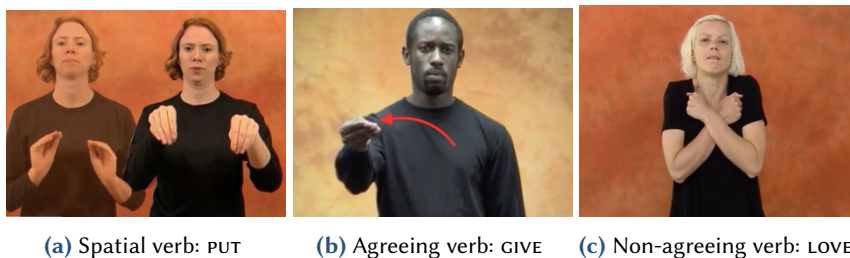 (a) Spatial verb: PUT
(b) Agreeing verb: GIVE
(c) Non-agreeing verb: LOVE